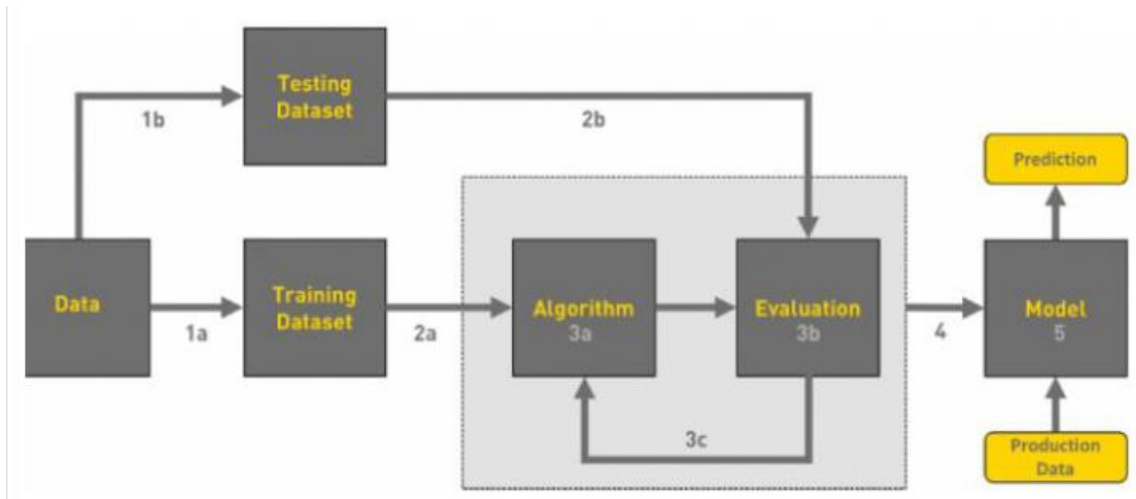 Testing
Dataset
1b
2b
Prediction
Data
1a
Training
Dataset
2a
Algorithm
3a
Evaluation
3b
4
Model
5
3c
Production
Data